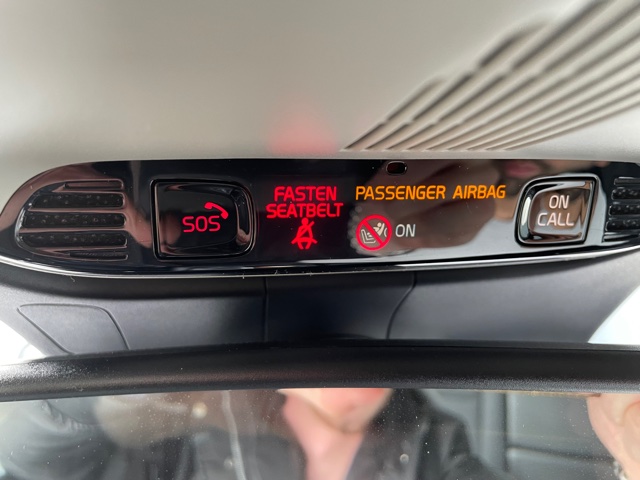 SOS
FASTEN
SEATBELT
PASSENGER AIRBAG
ON
ON
CALL